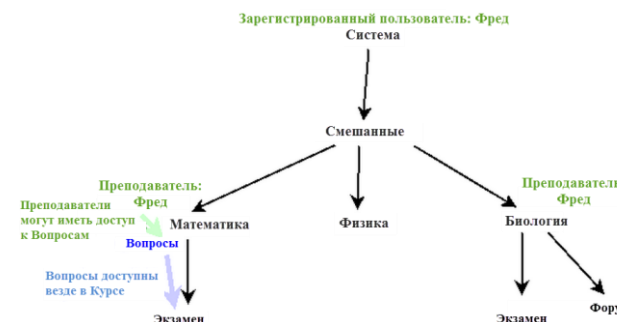 Зарегистрированный пользователь: Фред
Система
Смешанные
Преподаватель:
Фред
Преподаватели
могут иметь доступ
к Вопросам
Математика
Вопросы
Вопросы доступны
везде в Курсе
Экзамен
Физика
Преподаватель
Фред
Биология
Экзамен
Фору